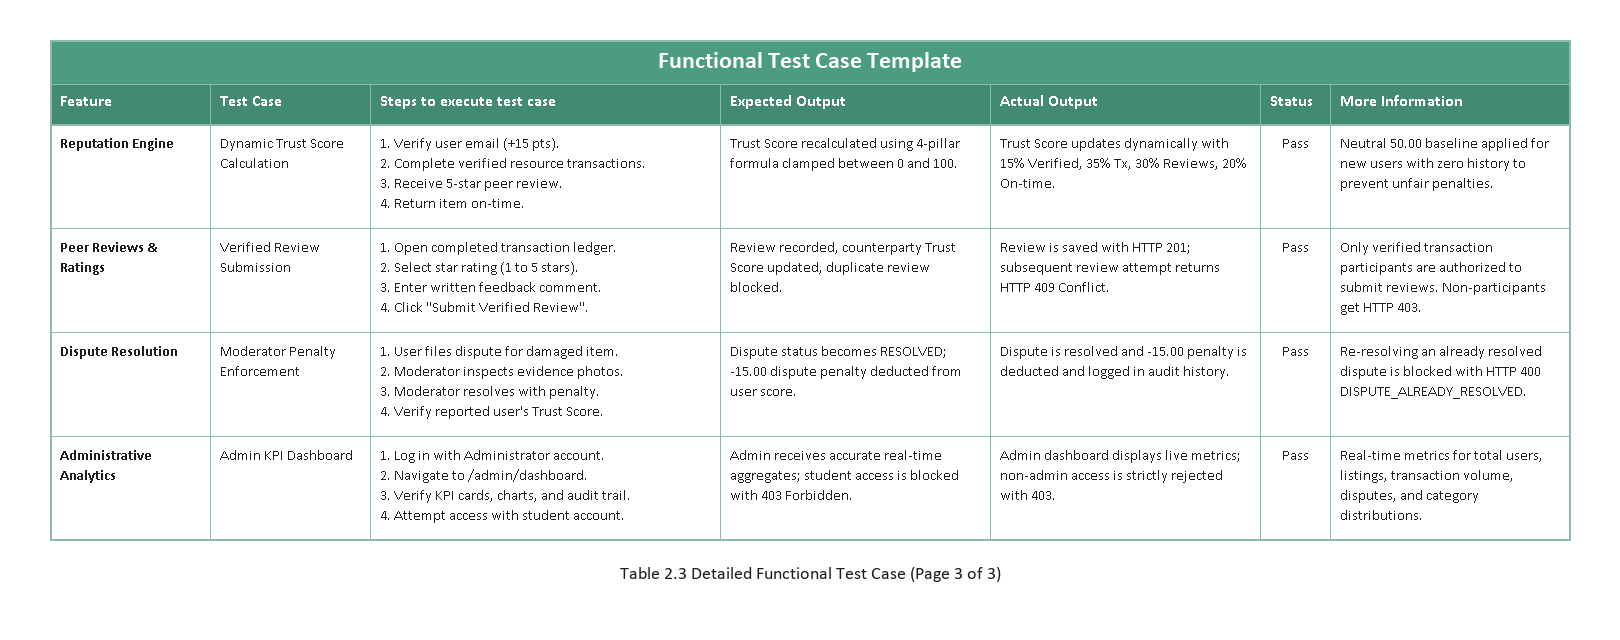 Functional Test Case Template
Feature
Test Case
Steps to execute test case
Expected Output
Actual Output
Status
More Information
Reputation Engine
Dynamic Trust Score
Calculation
1. Verify user email (+15 pts).
2. Complete verified resource transactions.
3. Receive 5-star peer review.
4. Return item on-time.
Trust Score recalculated using 4-pillar
formula clamped between 0 and 100.
Trust Score updates dynamically with
15% Verified, 35% Tx, 30% Reviews, 20%
On-time.
Pass
Neutral 50.00 baseline applied for
new users with zero history to
prevent unfair penalties.
Peer Reviews &
Ratings
Verified Review
Submission
1. Open completed transaction ledger.
2. Select star rating (1 to 5 stars).
3. Enter written feedback comment.
4. Click "Submit Verified Review".
Review recorded, counterparty Trust
Score updated, duplicate review
blocked.
Review is saved with HTTP 201;
subsequent review attempt returns
HTTP 409 Conflict.
Pass
Only verified transaction
participants are authorized to
submit reviews. Non-participants
get HTTP 403.
Dispute Resolution
Moderator Penalty
Enforcement
1. User files dispute for damaged item.
2. Moderator inspects evidence photos.
3. Moderator resolves with penalty.
4. Verify reported user's Trust Score.
Dispute status becomes RESOLVED;
-15.00 dispute penalty deducted from
user score.
Dispute is resolved and -15.00 penalty is
deducted and logged in audit history.
Pass
Re-resolving an already resolved
dispute is blocked with HTTP 400
DISPUTE_ALREADY_RESOLVED.
Administrative
Analytics
Admin KPI Dashboard
1. Log in with Administrator account.
2. Navigate to /admin/dashboard.
3. Verify KPI cards, charts, and audit trail.
4. Attempt access with student account.
Admin receives accurate real-time
aggregates; student access is blocked
with 403 Forbidden.
Admin dashboard displays live metrics;
non-admin access is strictly rejected
with 403.
Pass
Real-time metrics for total users,
listings, transaction volume,
disputes, and category
distributions.
Table 2.3 Detailed Functional Test Case (Page 3 of 3)